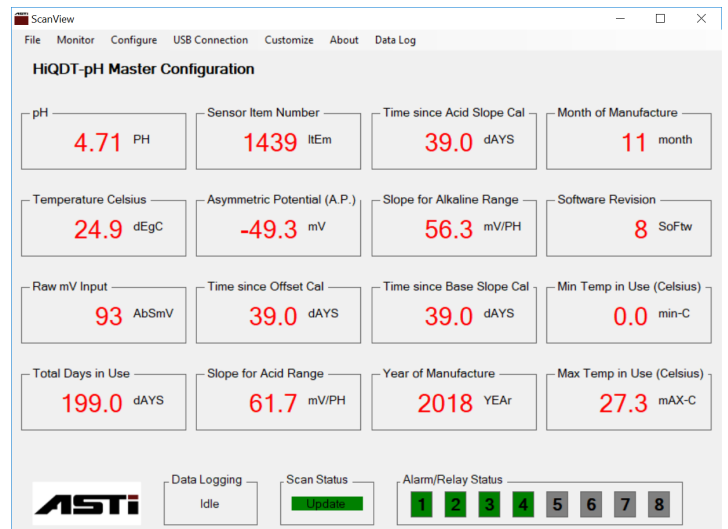 ScanView
File Monitor Configure USB Connection Customize About Data Log
HiQDT-pH Master Configuration
pH Sensor Item Number Time since Acid Slope Cal Month of Manufacture
4.71 PH 1439 ItEm 39.0 dAYS 11 month
Temperature Celsius Asymmetric Potential (A.P.) Slope for Alkaline Range Software Revision
24.9 dEgC -49.3 mV 56.3 mV/PH 8 SoFtw
Raw mV Input Time since Offset Cal Time since Base Slope Cal Min Temp in Use (Celsius)
93 AbSmV 39.0 dAYS 39.0 dAYS 0.0 min-C
Total Days in Use Slope for Acid Range Year of Manufacture Max Temp in Use (Celsius)
199.0 dAYS 61.7 mV/PH 2018 YEAr 27.3 mAX-C
Data Logging Scan Status Alarm/Relay Status
ASTi Idle Update 1 2 3 4 5 6 7 8